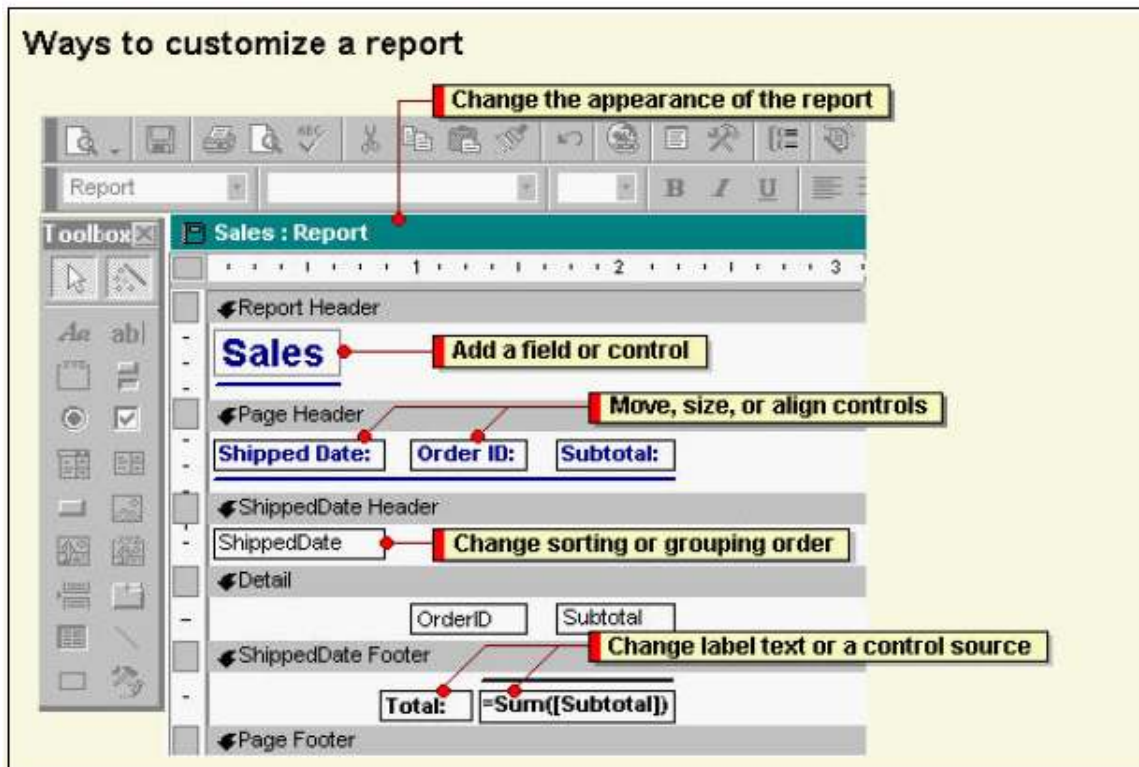 Ways to customize a report
Change the appearance of the report
ABC
Report
B I U
Toolbox
Sales : Report
1 2 3
Aa ab|
Report Header
Sales
Add a field or control
Page Header
Move, size, or align controls
Shipped Date: Order ID: Subtotal:
ShippedDate Header
ShippedDate
Change sorting or grouping order
Detail
OrderID Subtotal
Change label text or a control source
ShippedDate Footer
Total: =Sum([Subtotal])
Page Footer